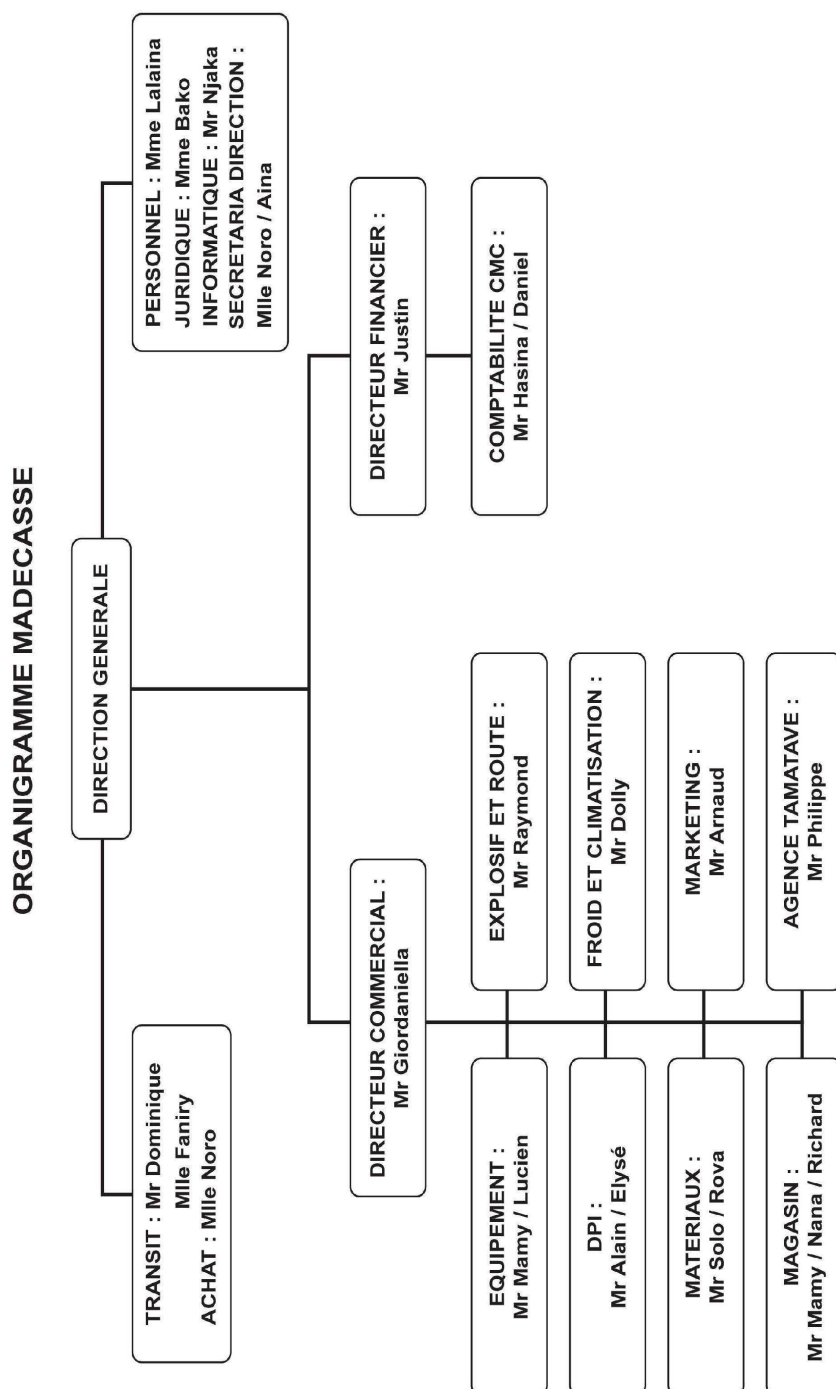 ORGANIGRAMME MADECASSE
DIRECTION GENERALE
TRANSIT : Mr Dominique
Mlle Faniry
ACHAT : Mlle Noro
PERSONNEL : Mme Lalaina
JURIDIQUE : Mme Bako
INFORMATIQUE : Mr Njaka
SECRETARIA DIRECTION :
Mlle Noro / Aina
DIRECTEUR COMMERCIAL :
Mr Giordaniella
DIRECTEUR FINANCIER :
Mr Justin
EQUIPEMENT :
Mr Mamy / Lucien
EXPLOSIF ET ROUTE :
Mr Raymond
COMPTABILITE CMC :
Mr Hasina / Daniel
DPI :
Mr Alain / Elysé
FROID ET CLIMATISATION :
Mr Dolly
MATERIAUX :
Mr Solo / Rova
MARKETING :
Mr Arnaud
MAGASIN :
Mr Mamy / Nana / Richard
AGENCE TAMATAVE :
Mr Philippe